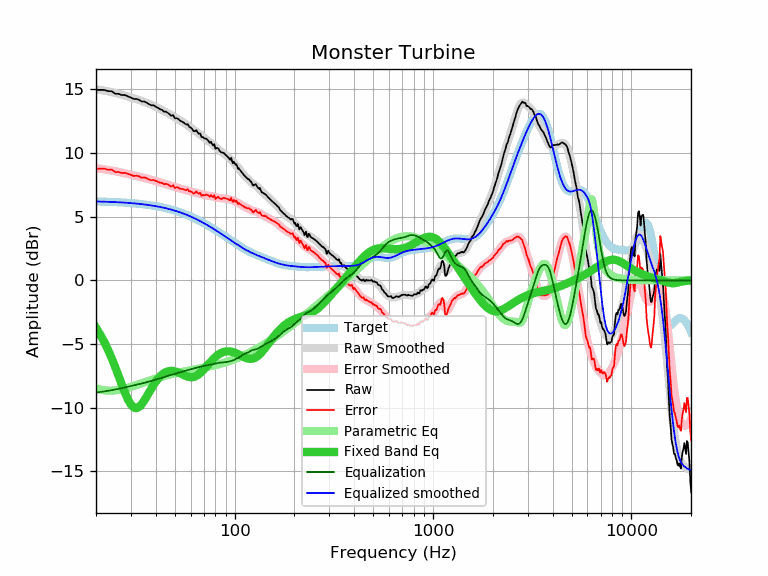 Monster Turbine
Amplitude (dBr)
15
10
5
0
−5
−10
−15
Target
Raw Smoothed
Error Smoothed
Raw
Error
Parametric Eq
Fixed Band Eq
Equalization
Equalized smoothed
100
1000
10000
Frequency (Hz)